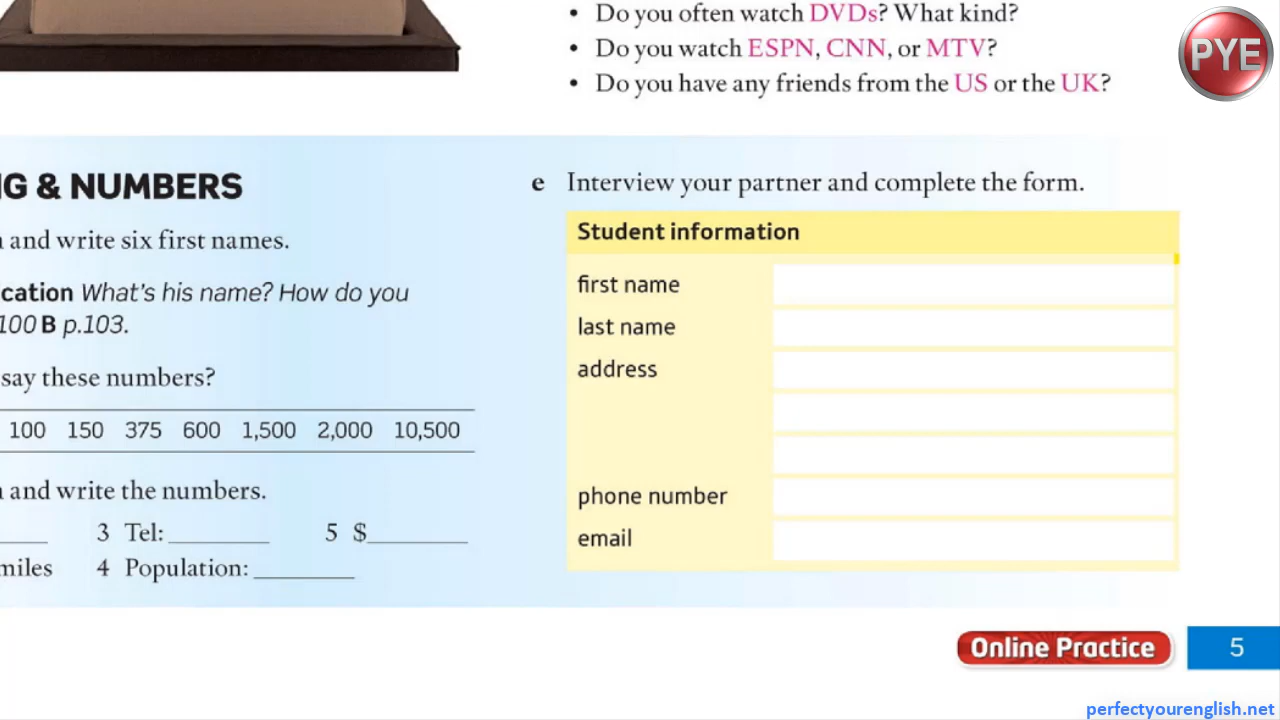 • Do you often watch DVDs? What kind?
• Do you watch ESPN, CNN, or MTV?
• Do you have any friends from the US or the UK?
PYE
G & NUMBERS
and write six first names.
cation What's his name? How do you
100 B p.103.
say these numbers?
100 150 375 600 1,500 2,000 10,500
and write the numbers.
3 Tel: ________ 5 $________
miles 4 Population: ________
e Interview your partner and complete the form.
Student information
first name
last name
address
phone number
email
Online Practice 5
perfectyourenglish.net